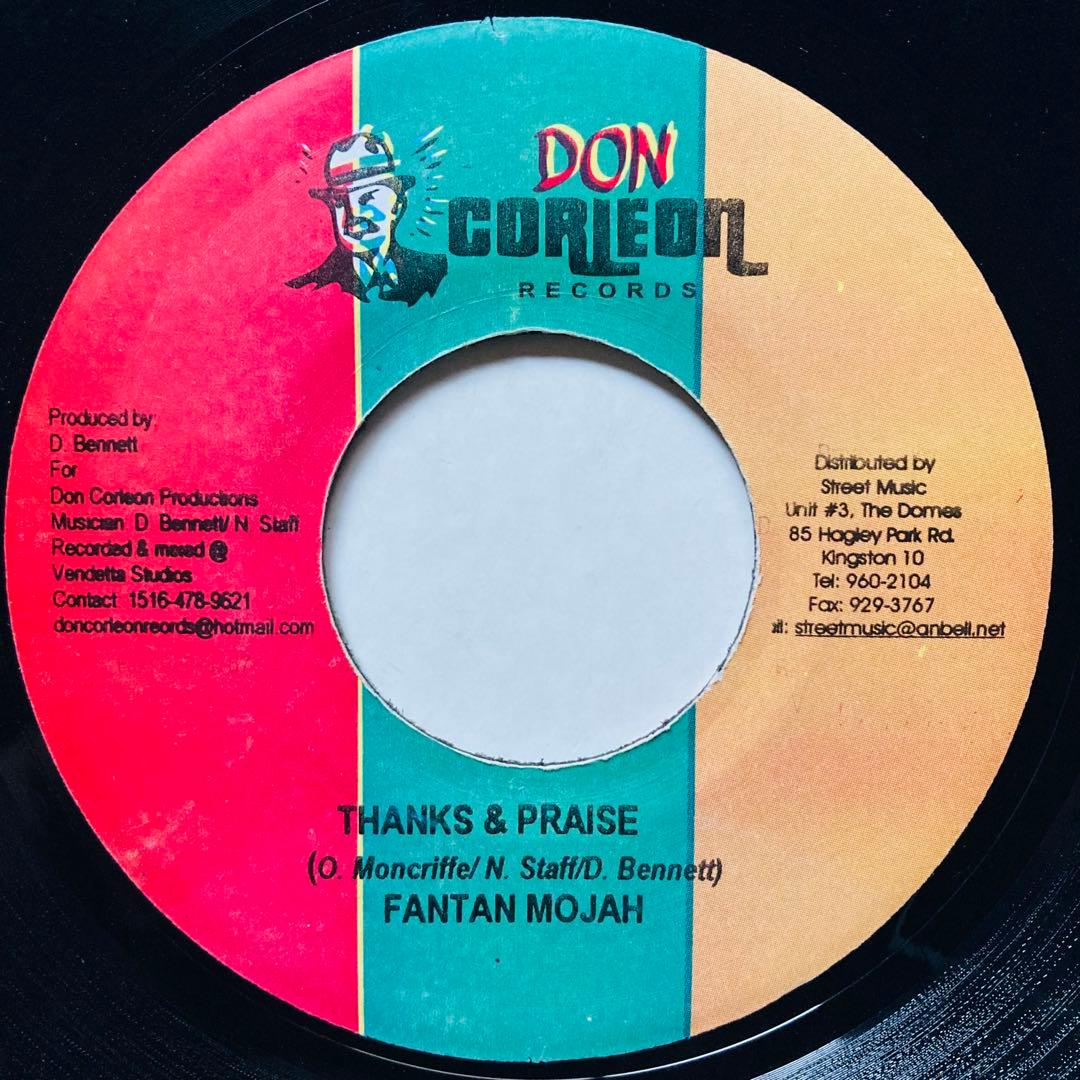 DON
CORLEON
RECORDS
Produced by:
D. Bennett
For
Don Corleon Productions
Musician D Bennett/ N Staff
Recorded & mixed @
Vendetta Studios
Contact 1516-478-9621
doncorleonreords@hotmail.com
Distributed by
Street Music
Unit #3, The Domes
85 Hagley Park Rd.
Kingston 10
Tel: 960-2104
Fax: 929-3767
il: streetmusic@anbell.net
THANKS & PRAISE
(O. Moncriffe/ N. Staff/D. Bennett)
FANTAN MOJAH